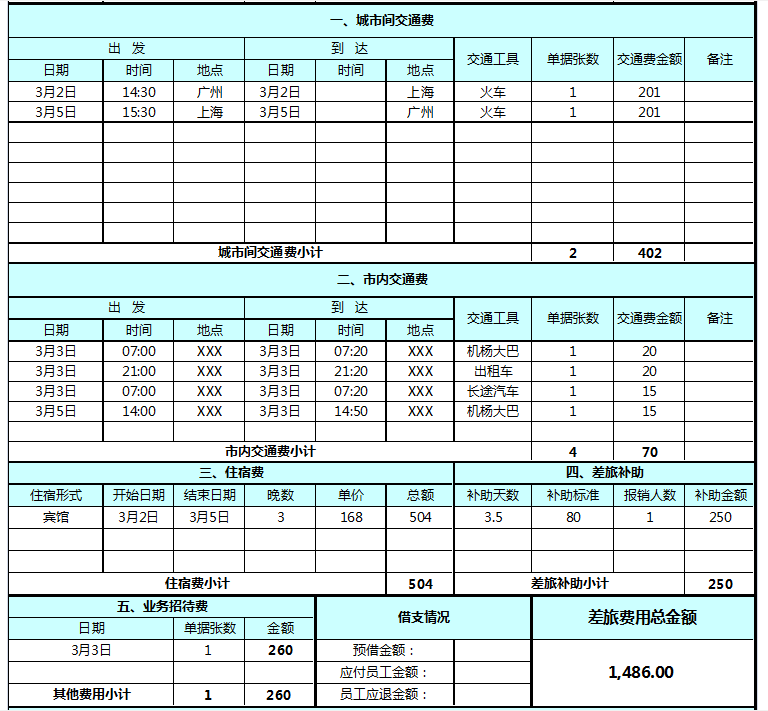 一、城市间交通费
出 发 到 达 交通工具 单据张数 交通费金额 备注
日期 时间 地点 日期 时间 地点
3月2日 14:30 广州 3月2日 上海 火车 1 201
3月5日 15:30 上海 3月5日 广州 火车 1 201
城市间交通费小计 2 402
二、市内交通费
出 发 到 达 交通工具 单据张数 交通费金额 备注
日期 时间 地点 日期 时间 地点
3月3日 07:00 XXX 3月3日 07:20 XXX 机杨大巴 1 20
3月3日 21:00 XXX 3月3日 21:20 XXX 出租车 1 20
3月3日 07:00 XXX 3月3日 07:20 XXX 长途汽车 1 15
3月5日 14:00 XXX 3月3日 14:50 XXX 机杨大巴 1 15
市内交通费小计 4 70
三、住宿费 四、差旅补助
住宿形式 开始日期 结束日期 晚数 单价 总额 补助天数 补助标准 报销人数 补助金额
宾馆 3月2日 3月5日 3 168 504 3.5 80 1 250
住宿费小计 504 差旅补助小计 250
五、业务招待费 借支情况 差旅费用总金额
日期 单据张数 金额
3月3日 1 260 预借金额： 1,486.00
应付员工金额：
其他费用小计 1 260 员工应退金额：